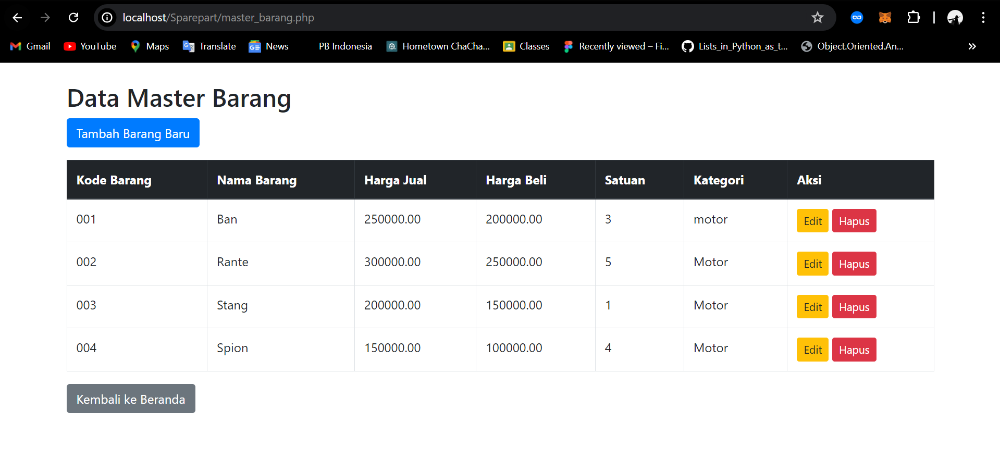 localhost/Sparepart/master_barang.php
Gmail YouTube Maps Translate News PB Indonesia Hometown ChaCha... Classes Recently viewed – Fi... Lists_in_Python_as_t... Object.Oriented.An...
Data Master Barang
Tambah Barang Baru
Kode Barang Nama Barang Harga Jual Harga Beli Satuan Kategori Aksi
001 Ban 250000.00 200000.00 3 motor Edit Hapus
002 Rante 300000.00 250000.00 5 Motor Edit Hapus
003 Stang 200000.00 150000.00 1 Motor Edit Hapus
004 Spion 150000.00 100000.00 4 Motor Edit Hapus
Kembali ke Beranda